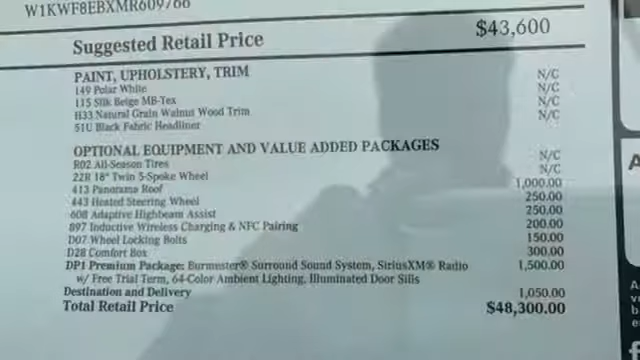 W1KWF8EBXMR609766
Suggested Retail Price $43,600
PAINT, UPHOLSTERY, TRIM
149 Polar White N/C
115 Silk Beige MB-Tex N/C
H33 Natural Grain Walnut Wood Trim N/C
51U Black Fabric Headliner N/C
OPTIONAL EQUIPMENT AND VALUE ADDED PACKAGES
R02 All-Season Tires N/C
22R 18" Twin 5-Spoke Wheel N/C
413 Panorama Roof 1,000.00
443 Heated Steering Wheel 250.00
608 Adaptive Highbeam Assist 250.00
897 Inductive Wireless Charging & NFC Pairing 200.00
D07 Wheel Locking Bolts 150.00
D28 Comfort Box 300.00
DP1 Premium Package: Burmester® Surround Sound System, SiriusXM® Radio 1,500.00
w/ Free Trial Term, 64-Color Ambient Lighting, Illuminated Door Sills
Destination and Delivery 1,050.00
Total Retail Price $48,300.00